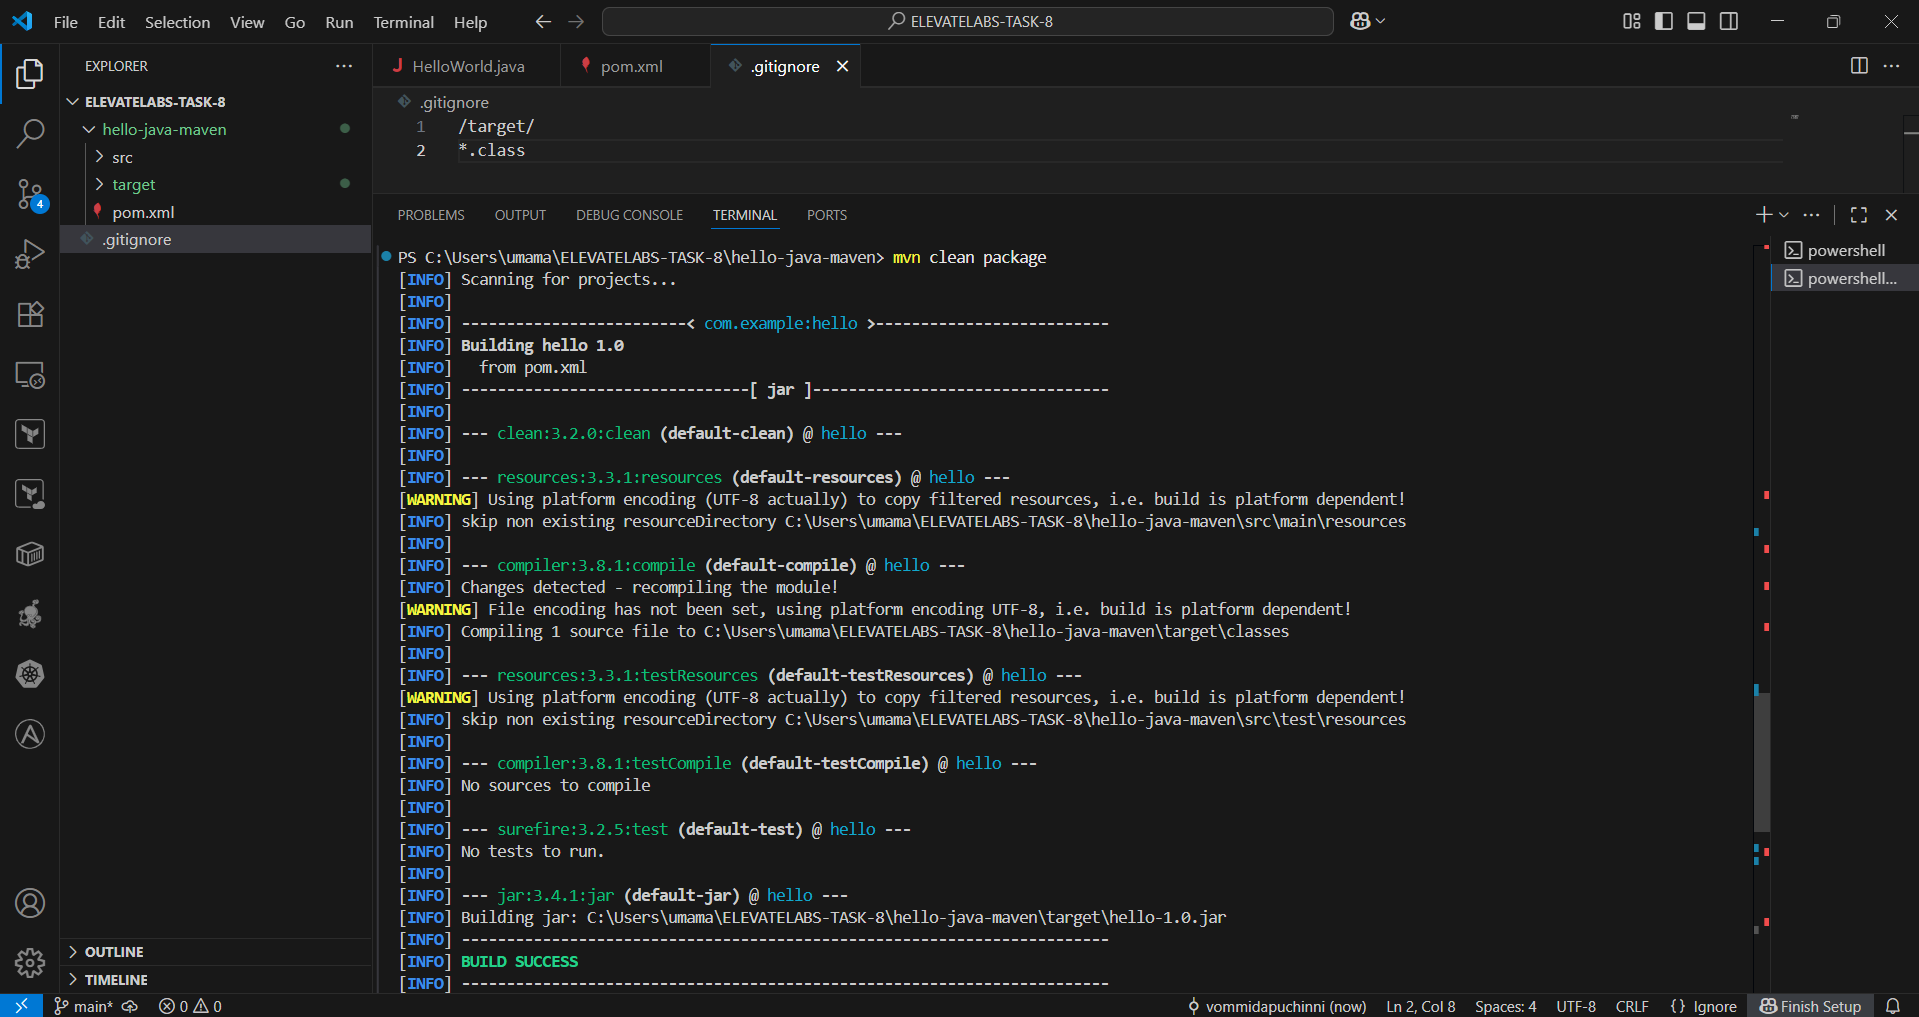 File Edit Selection View Go Run Terminal Help
ELEVATELABS-TASK-8
EXPLORER
ELEVATELABS-TASK-8
hello-java-maven
src
target
pom.xml
.gitignore
OUTLINE
TIMELINE
4
HelloWorld.java
pom.xml
.gitignore
.gitignore
1 /target/
2 *.class
PROBLEMS OUTPUT DEBUG CONSOLE TERMINAL PORTS
powershell
powershell...
PS C:\Users\umama\ELEVATELABS-TASK-8\hello-java-maven> mvn clean package
[INFO] Scanning for projects...
[INFO]
[INFO] -------------------------< com.example:hello >--------------------------
[INFO] Building hello 1.0
[INFO]   from pom.xml
[INFO] --------------------------------[ jar ]---------------------------------
[INFO]
[INFO] --- clean:3.2.0:clean (default-clean) @ hello ---
[INFO]
[INFO] --- resources:3.3.1:resources (default-resources) @ hello ---
[WARNING] Using platform encoding (UTF-8 actually) to copy filtered resources, i.e. build is platform dependent!
[INFO] skip non existing resourceDirectory C:\Users\umama\ELEVATELABS-TASK-8\hello-java-maven\src\main\resources
[INFO]
[INFO] --- compiler:3.8.1:compile (default-compile) @ hello ---
[INFO] Changes detected - recompiling the module!
[WARNING] File encoding has not been set, using platform encoding UTF-8, i.e. build is platform dependent!
[INFO] Compiling 1 source file to C:\Users\umama\ELEVATELABS-TASK-8\hello-java-maven\target\classes
[INFO]
[INFO] --- resources:3.3.1:testResources (default-testResources) @ hello ---
[WARNING] Using platform encoding (UTF-8 actually) to copy filtered resources, i.e. build is platform dependent!
[INFO] skip non existing resourceDirectory C:\Users\umama\ELEVATELABS-TASK-8\hello-java-maven\src\test\resources
[INFO]
[INFO] --- compiler:3.8.1:testCompile (default-testCompile) @ hello ---
[INFO] No sources to compile
[INFO]
[INFO] --- surefire:3.2.5:test (default-test) @ hello ---
[INFO] No tests to run.
[INFO]
[INFO] --- jar:3.4.1:jar (default-jar) @ hello ---
[INFO] Building jar: C:\Users\umama\ELEVATELABS-TASK-8\hello-java-maven\target\hello-1.0.jar
[INFO] ------------------------------------------------------------------------
[INFO] BUILD SUCCESS
[INFO] ------------------------------------------------------------------------
main* 0 0 vommidapuchinni (now) Ln 2, Col 8 Spaces: 4 UTF-8 CRLF {} Ignore Finish Setup